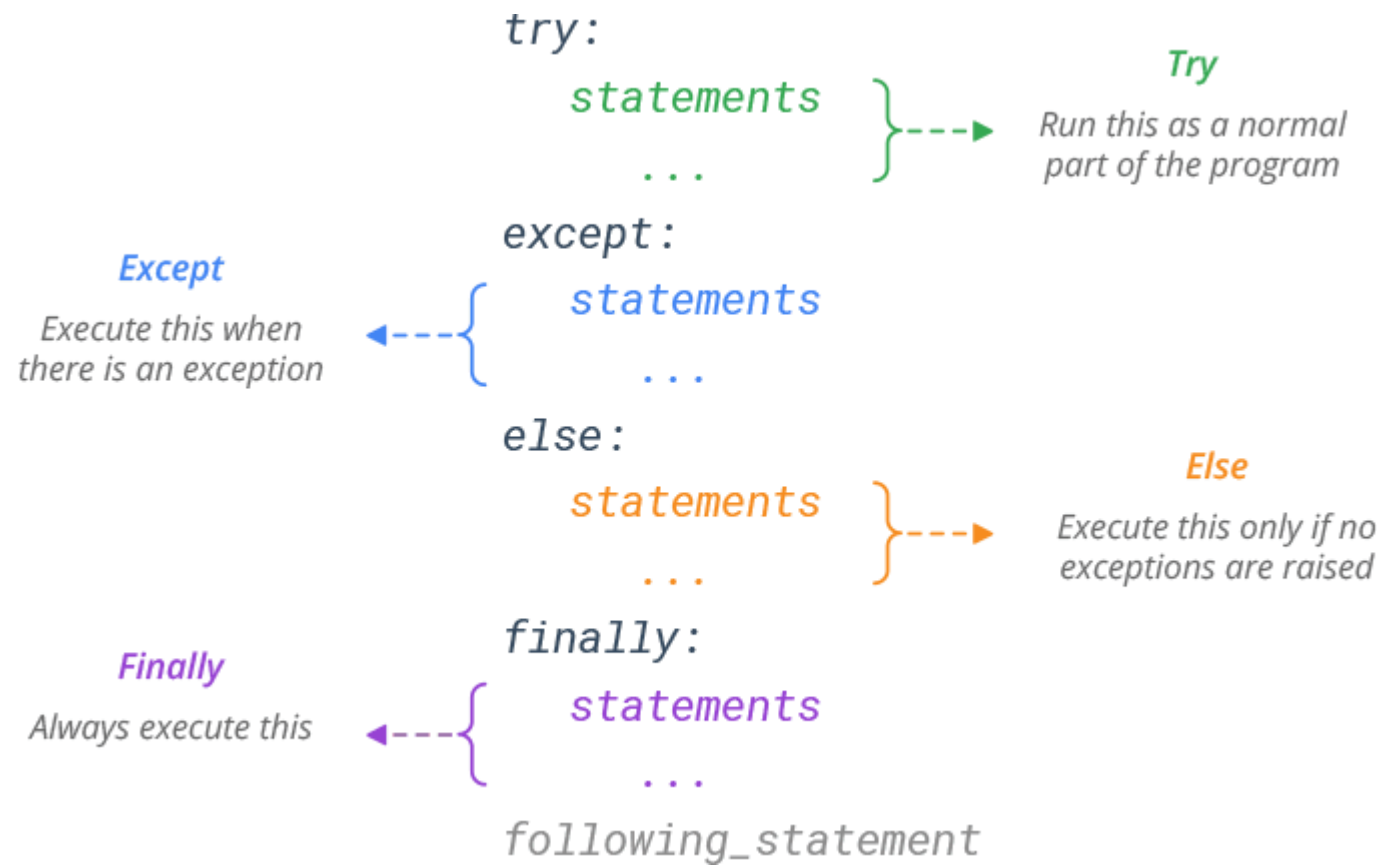 try:
statements
...
Try
Run this as a normal
part of the program
except:
Except
Execute this when
there is an exception
statements
...
else:
statements
...
Else
Execute this only if no
exceptions are raised
finally:
Finally
Always execute this
statements
...
following_statement